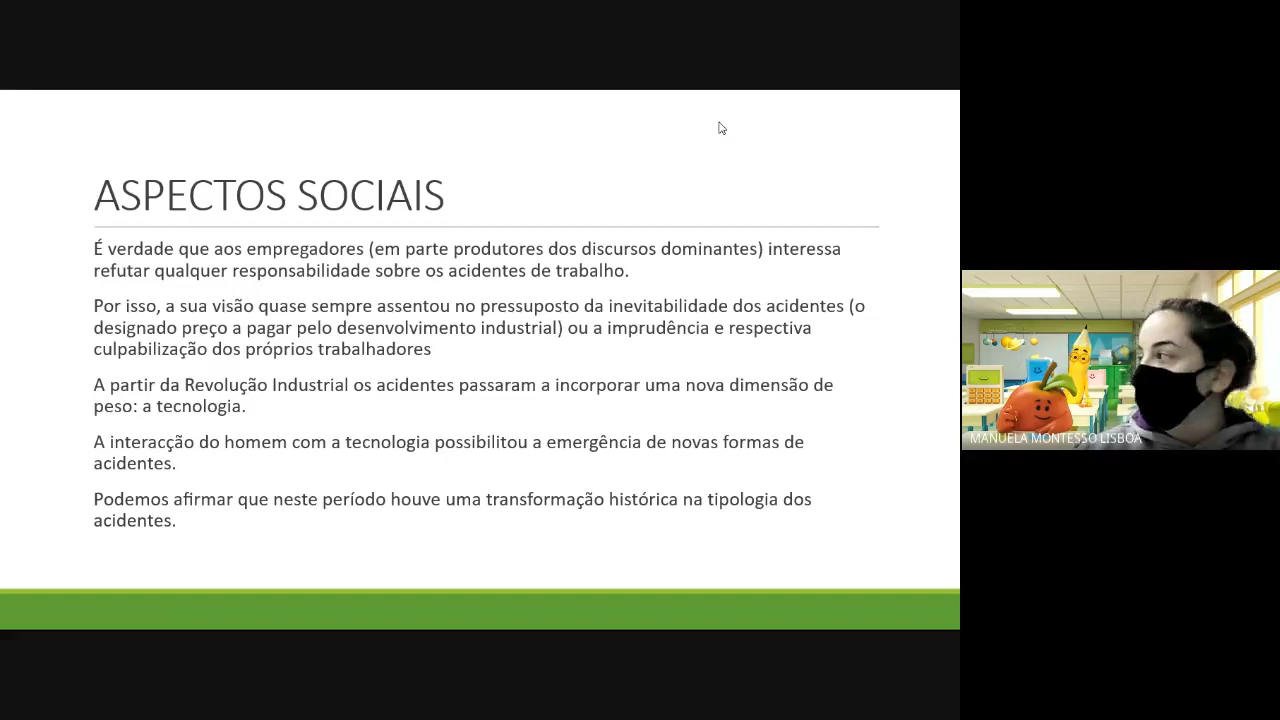 ASPECTOS SOCIAIS
É verdade que aos empregadores (em parte produtores dos discursos dominantes) interessa
refutar qualquer responsabilidade sobre os acidentes de trabalho.
Por isso, a sua visão quase sempre assentou no pressuposto da inevitabilidade dos acidentes (o
designado preço a pagar pelo desenvolvimento industrial) ou a imprudência e respectiva
culpabilização dos próprios trabalhadores
A partir da Revolução Industrial os acidentes passaram a incorporar uma nova dimensão de
peso: a tecnologia.
A interacção do homem com a tecnologia possibilitou a emergência de novas formas de
acidentes.
Podemos afirmar que neste período houve uma transformação histórica na tipologia dos
acidentes.
MANUELA MONTESSO LISBOA